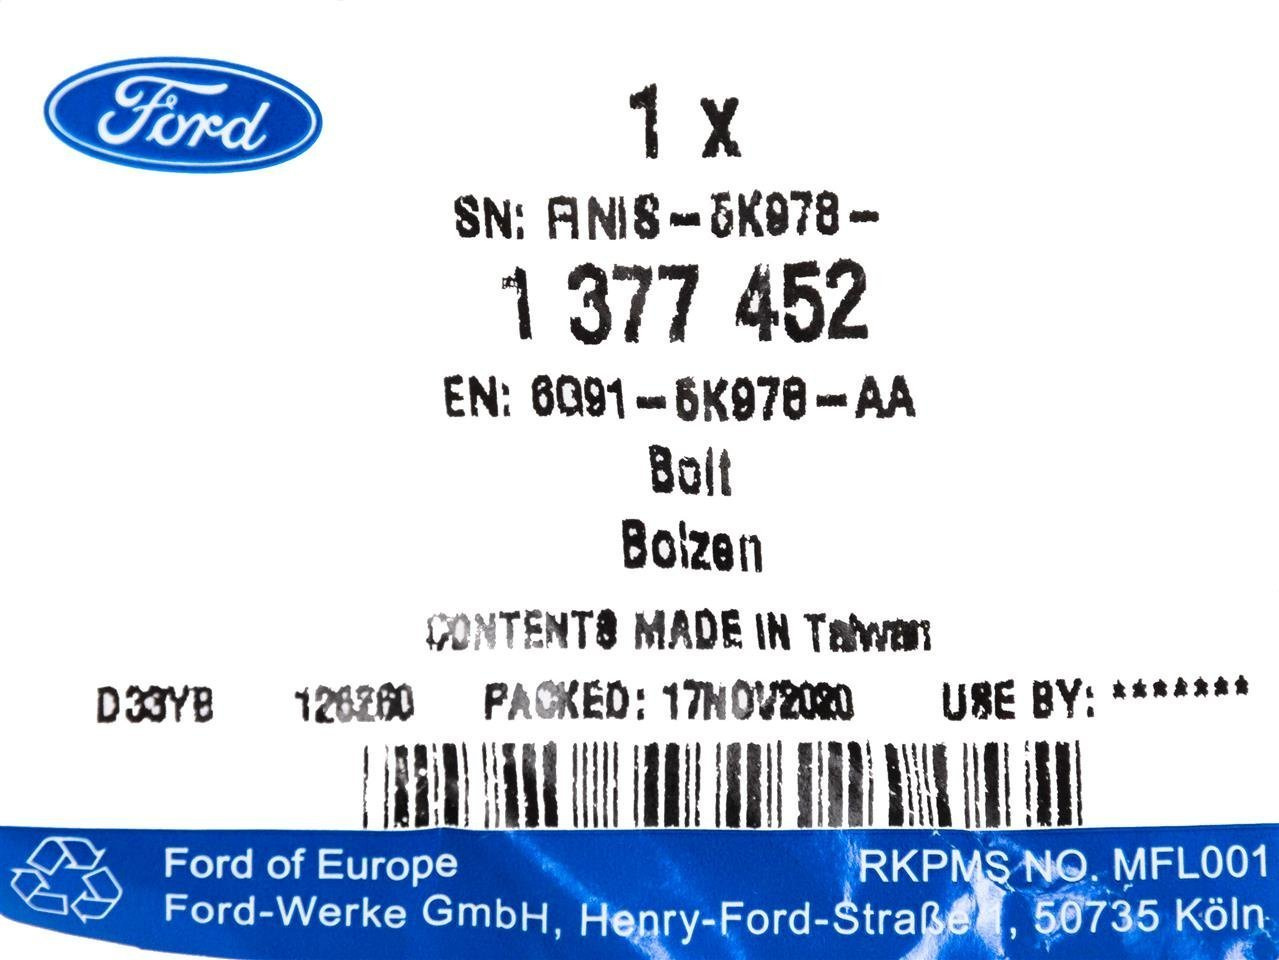 Ford
1 x
SN: ANIS-5K978-
1 377 452
EN: 6G91-5K978-AA
Bolt
Bolzen
CONTENTS MADE IN Taiwan
D33YB 126260 PACKED: 17NOV2020 USE BY: *******
Ford of Europe RKPMS NO. MFL001
Ford-Werke GmbH, Henry-Ford-Straße 1, 50735 Köln